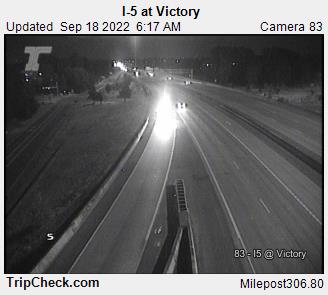 I-5 at Victory
Updated Sep 18 2022 6:17 AM Camera 83
S
83 - I5 @ Victory
TripCheck.com Milepost306.80